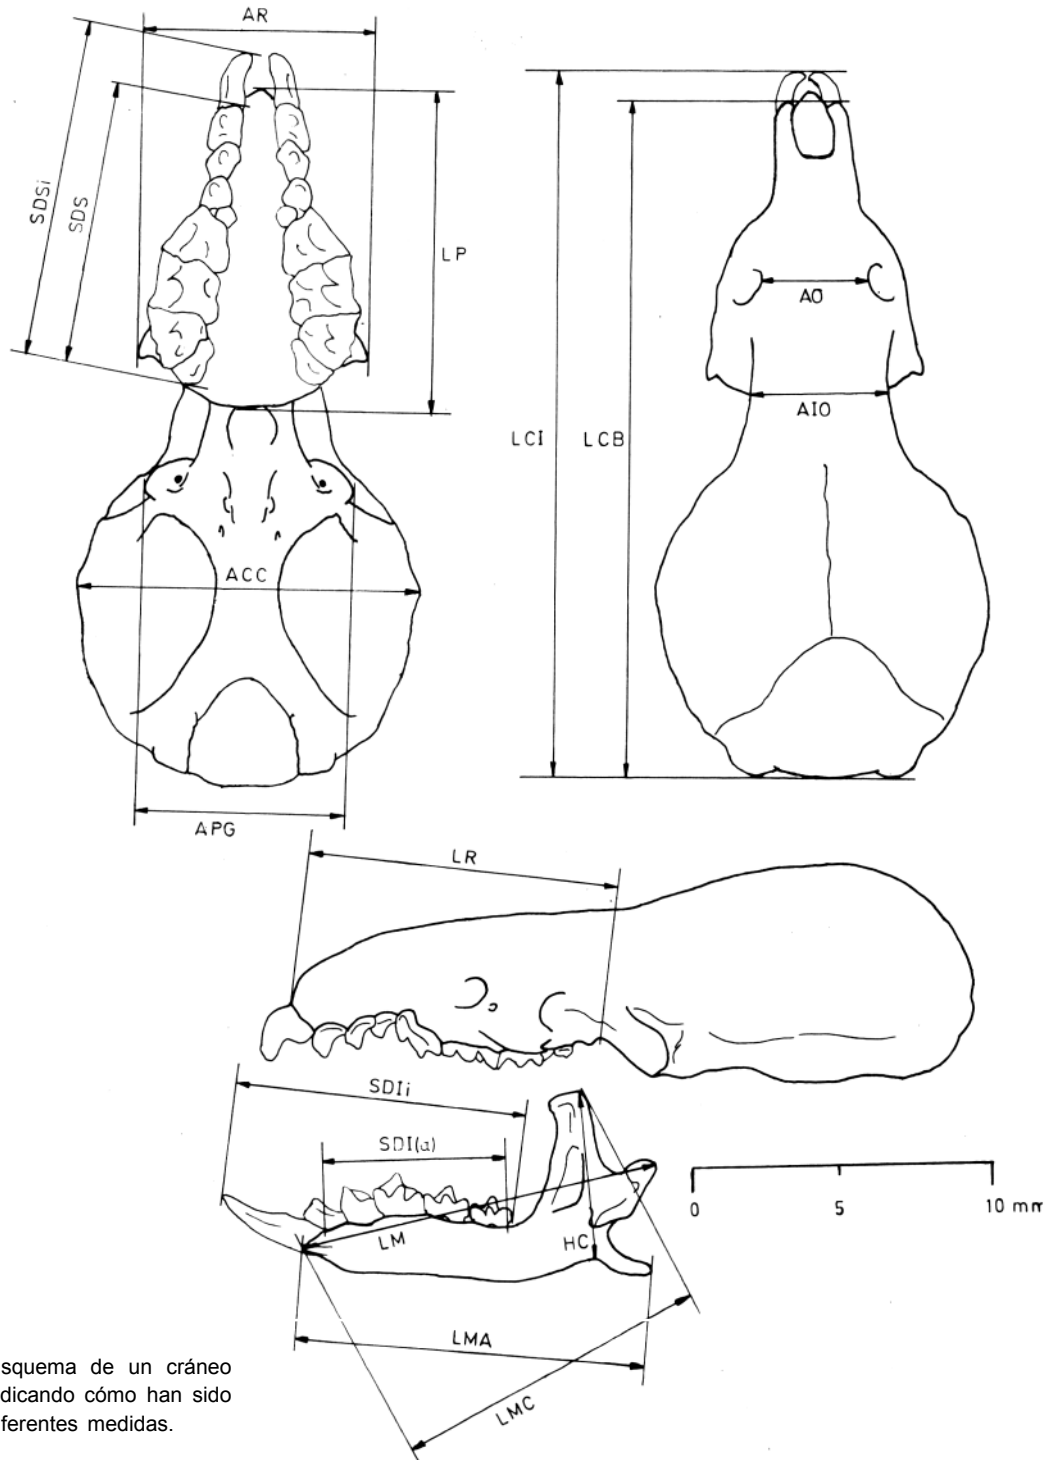 AR
SDSi
SDS
LP
ACC
APG
LCI
LCB
AO
AIO
LR
SDIi
SDI(a)
LM
HC
LMA
LMC
0 5 10 mm
squema de un cráneo
dicando cómo han sido
ferentes medidas.